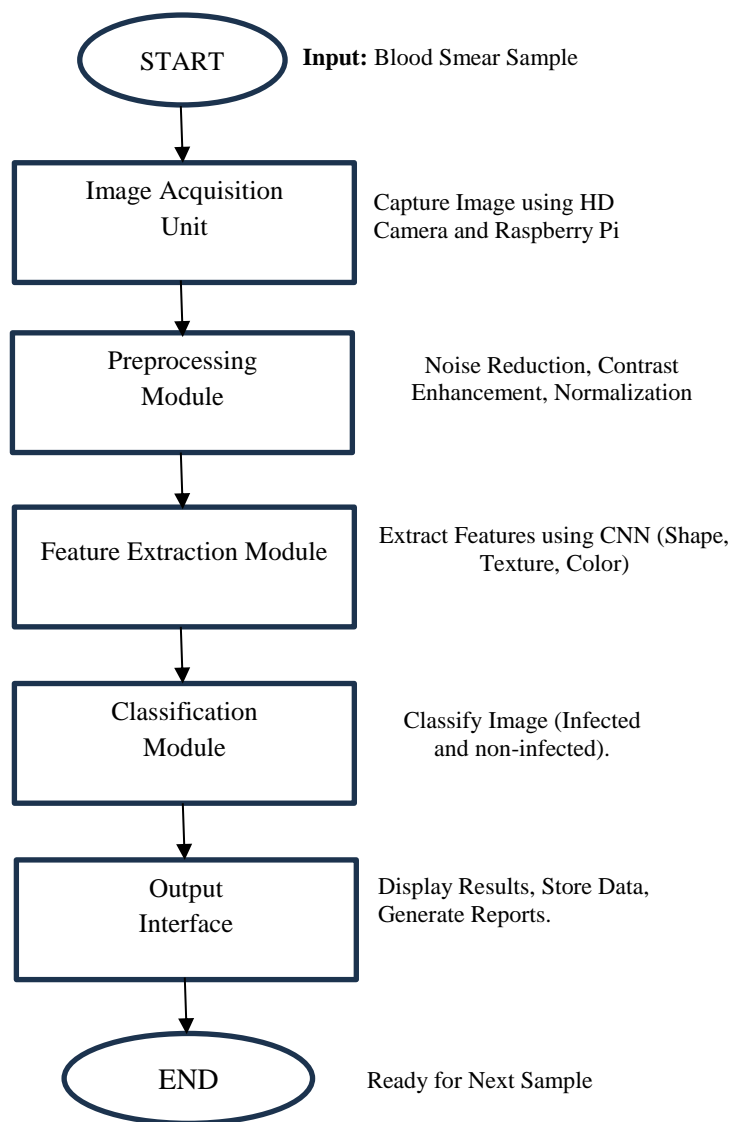 START
Input: Blood Smear Sample
Image Acquisition
Unit
Capture Image using HD
Camera and Raspberry Pi
Preprocessing
Module
Noise Reduction, Contrast
Enhancement, Normalization
Feature Extraction Module
Extract Features using CNN (Shape,
Texture, Color)
Classification
Module
Classify Image (Infected
and non-infected).
Output
Interface
Display Results, Store Data,
Generate Reports.
END
Ready for Next Sample